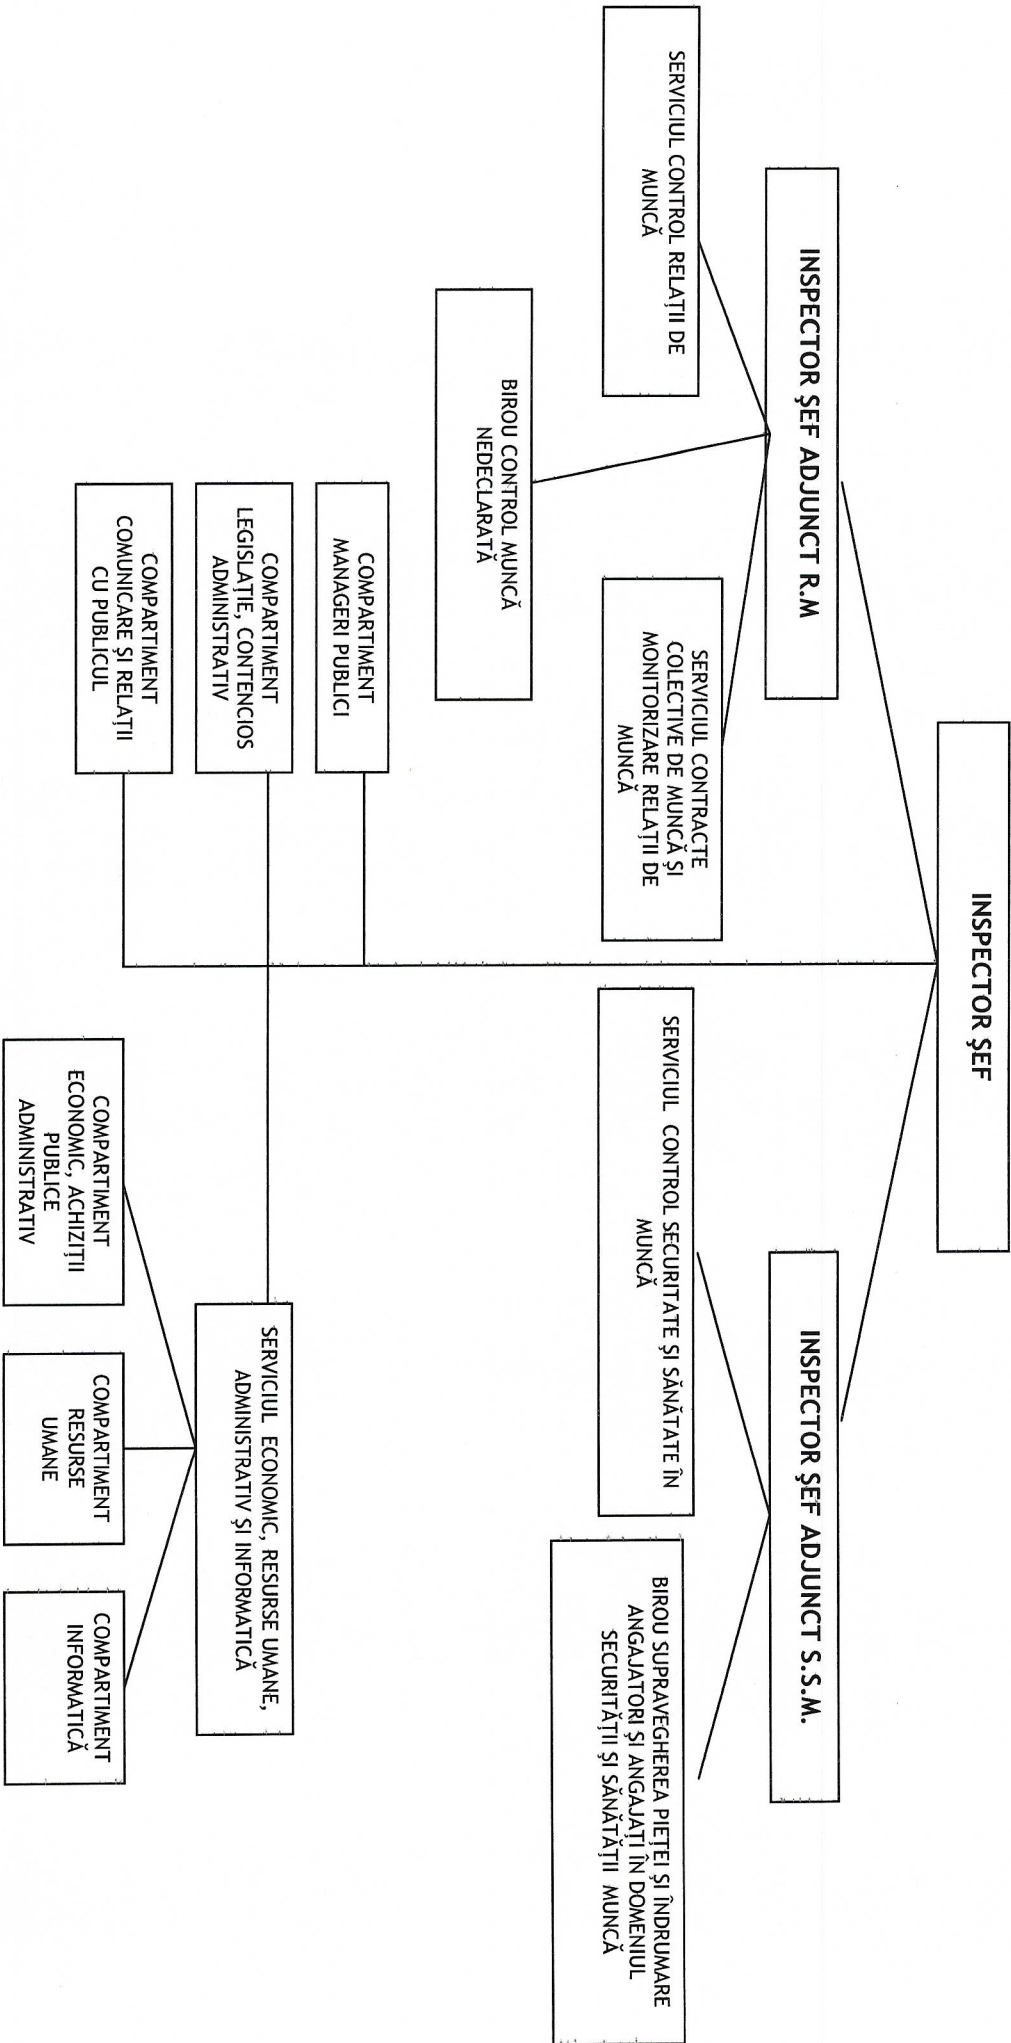 INSPECTOR ŞEF
INSPECTOR ŞEF ADJUNCT R.M
INSPECTOR ŞEF ADJUNCT S.S.M.
SERVICIUL CONTROL RELAŢII DE
MUNCĂ
BIROU CONTROL MUNCĂ
NEDECLARATĂ
SERVICIUL CONTRACTE
COLECTIVE DE MUNCĂ ŞI
MONITORIZARE RELAŢII DE
MUNCĂ
SERVICIUL CONTROL SECURITATE ŞI SĂNĂTATE ÎN
MUNCĂ
BIROU SUPRAVEGHEREA PIEŢEI ŞI ÎNDRUMARE
ANGAJATORI ŞI ANGAJAŢI ÎN DOMENIUL
SECURITĂŢII ŞI SĂNĂTĂŢII MUNCĂ
COMPARTIMENT
MANAGERI PUBLICI
COMPARTIMENT
LEGISLAŢIE, CONTENCIOS
ADMINISTRATIV
COMPARTIMENT
COMUNICARE ŞI RELAŢII
CU PUBLICUL
SERVICIUL ECONOMIC, RESURSE UMANE,
ADMINISTRATIV ŞI INFORMATICĂ
COMPARTIMENT
ECONOMIC, ACHIZIŢII
PUBLICE
ADMINISTRATIV
COMPARTIMENT
RESURSE
UMANE
COMPARTIMENT
INFORMATICĂ